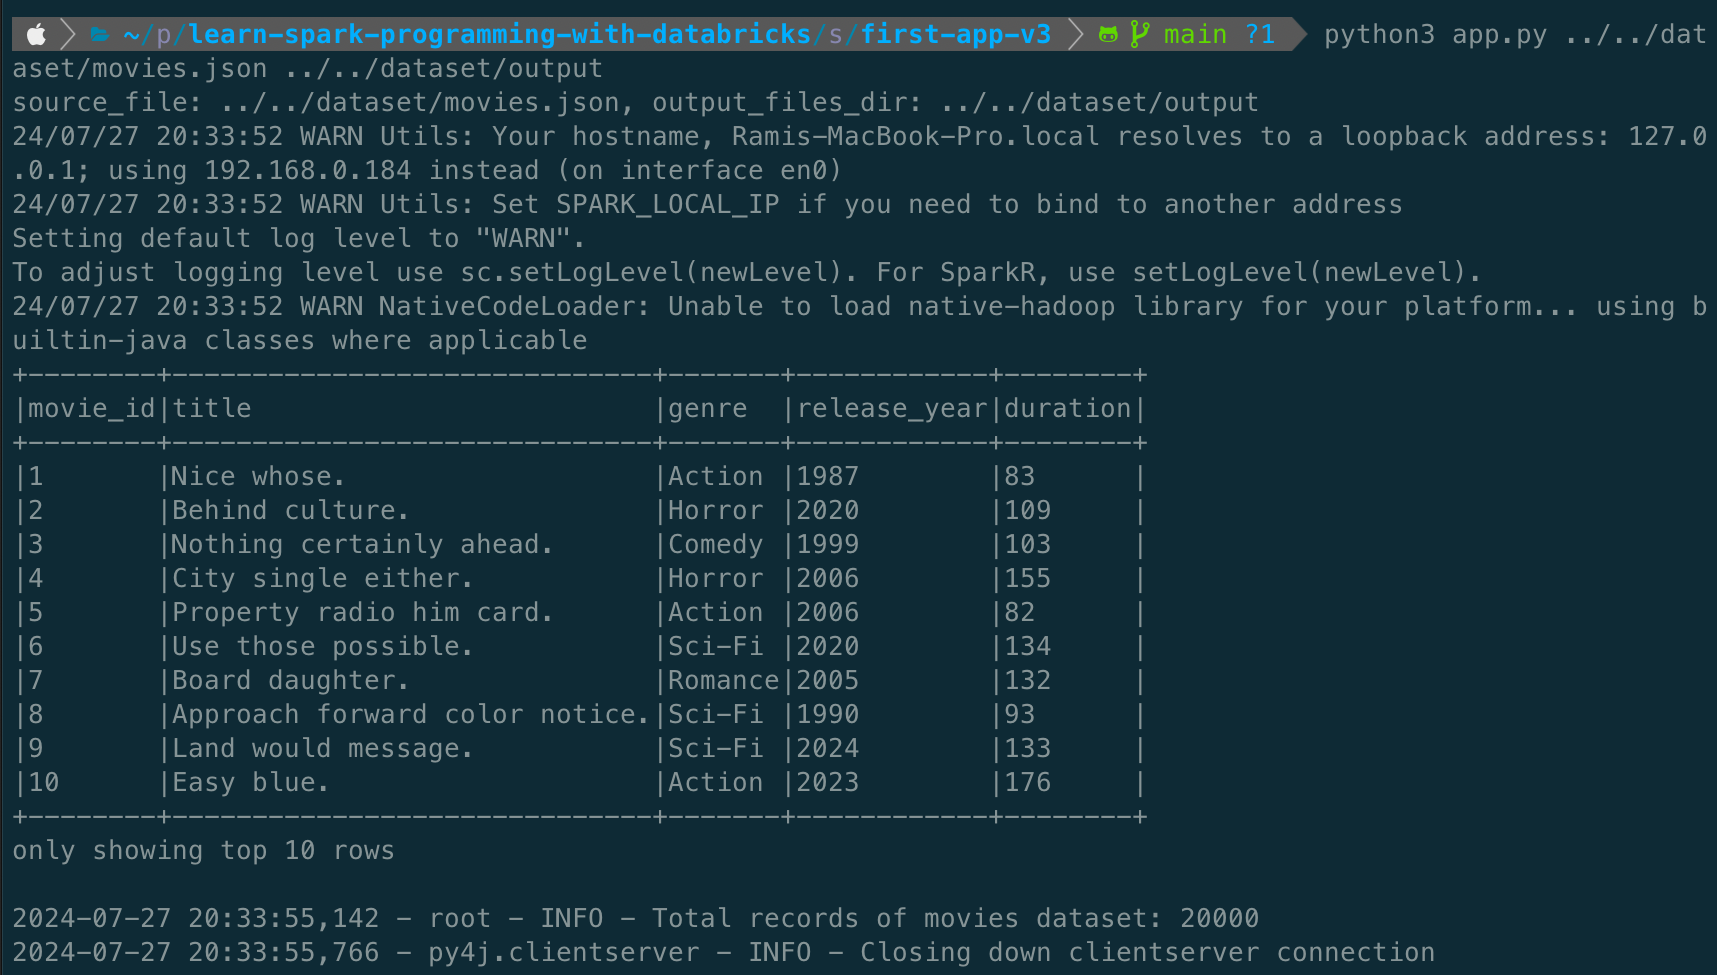 ~/p/learn-spark-programming-with-databricks/s/first-app-v3 main ?1 python3 app.py ../../dat
aset/movies.json ../../dataset/output
source_file: ../../dataset/movies.json, output_files_dir: ../../dataset/output
24/07/27 20:33:52 WARN Utils: Your hostname, Ramis-MacBook-Pro.local resolves to a loopback address: 127.0
.0.1; using 192.168.0.184 instead (on interface en0)
24/07/27 20:33:52 WARN Utils: Set SPARK_LOCAL_IP if you need to bind to another address
Setting default log level to "WARN".
To adjust logging level use sc.setLogLevel(newLevel). For SparkR, use setLogLevel(newLevel).
24/07/27 20:33:52 WARN NativeCodeLoader: Unable to load native-hadoop library for your platform... using b
uiltin-java classes where applicable
+--------+------------------------------+-------+------------+--------+
|movie_id|title                         |genre  |release_year|duration|
+--------+------------------------------+-------+------------+--------+
|1       |Nice whose.                   |Action |1987        |83      |
|2       |Behind culture.               |Horror |2020        |109     |
|3       |Nothing certainly ahead.      |Comedy |1999        |103     |
|4       |City single either.           |Horror |2006        |155     |
|5       |Property radio him card.      |Action |2006        |82      |
|6       |Use those possible.           |Sci-Fi |2020        |134     |
|7       |Board daughter.               |Romance|2005        |132     |
|8       |Approach forward color notice.|Sci-Fi |1990        |93      |
|9       |Land would message.           |Sci-Fi |2024        |133     |
|10      |Easy blue.                    |Action |2023        |176     |
+--------+------------------------------+-------+------------+--------+
only showing top 10 rows
2024-07-27 20:33:55,142 - root - INFO - Total records of movies dataset: 20000
2024-07-27 20:33:55,766 - py4j.clientserver - INFO - Closing down clientserver connection